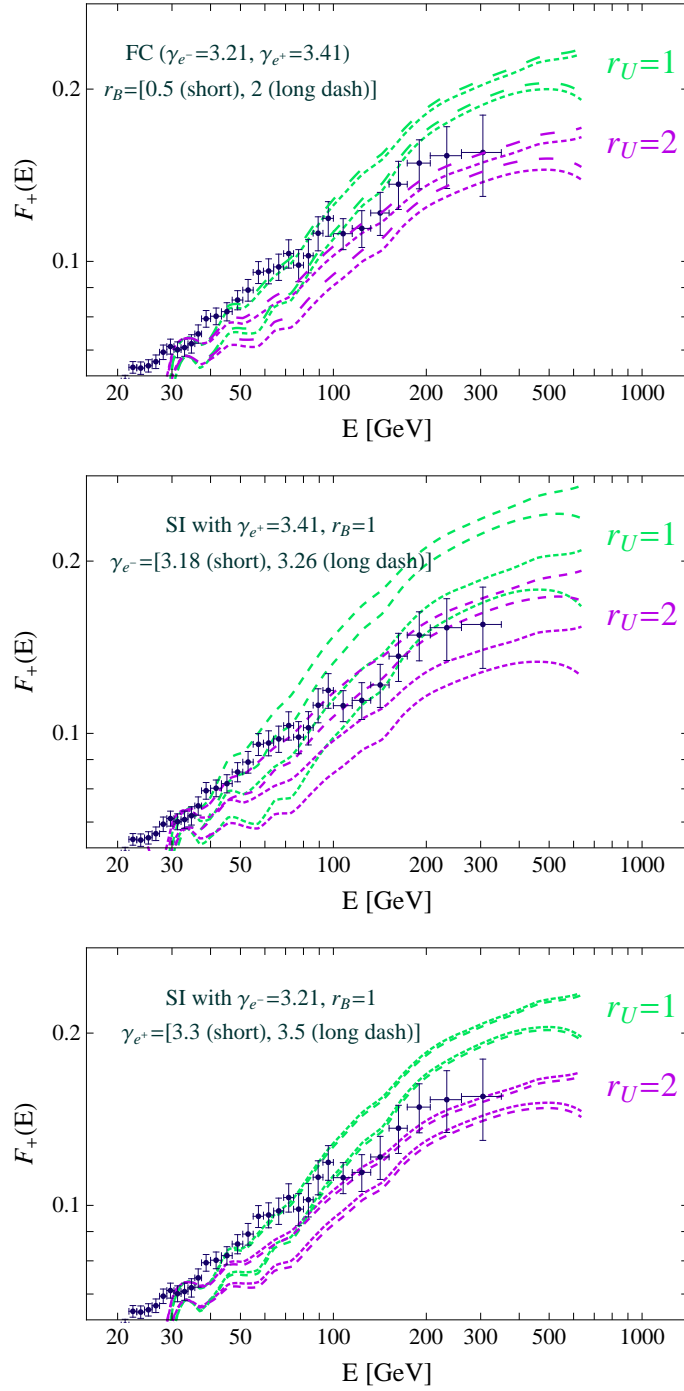 FC (γe-=3.21, γe+=3.41)
rB=[0.5 (short), 2 (long dash)]
rU=1
rU=2
0.2
0.1
F+(E)
20 30 50 100 200 300 500 1000
E [GeV]
SI with γe+=3.41, rB=1
γe-=[3.18 (short), 3.26 (long dash)]
rU=1
rU=2
0.2
0.1
F+(E)
20 30 50 100 200 300 500 1000
E [GeV]
SI with γe-=3.21, rB=1
γe+=[3.3 (short), 3.5 (long dash)]
rU=1
rU=2
0.2
0.1
F+(E)
20 30 50 100 200 300 500 1000
E [GeV]